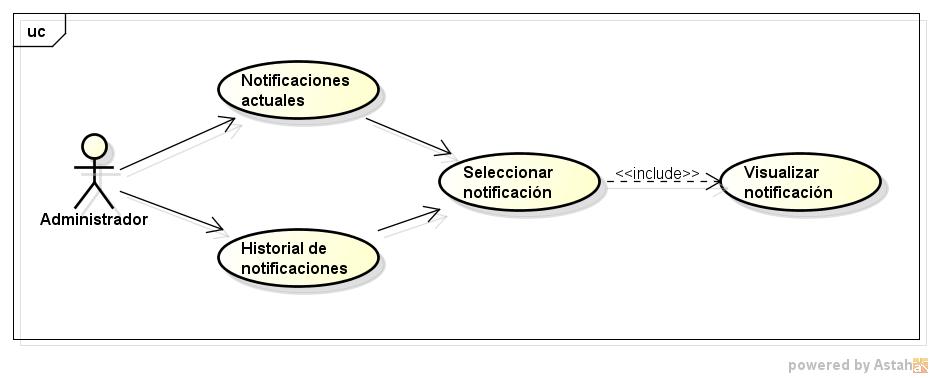 uc
Notificaciones
actuales
Seleccionar
notificación
<<include>>
Visualizar
notificación
Administrador
Historial de
notificaciones
powered by Astah